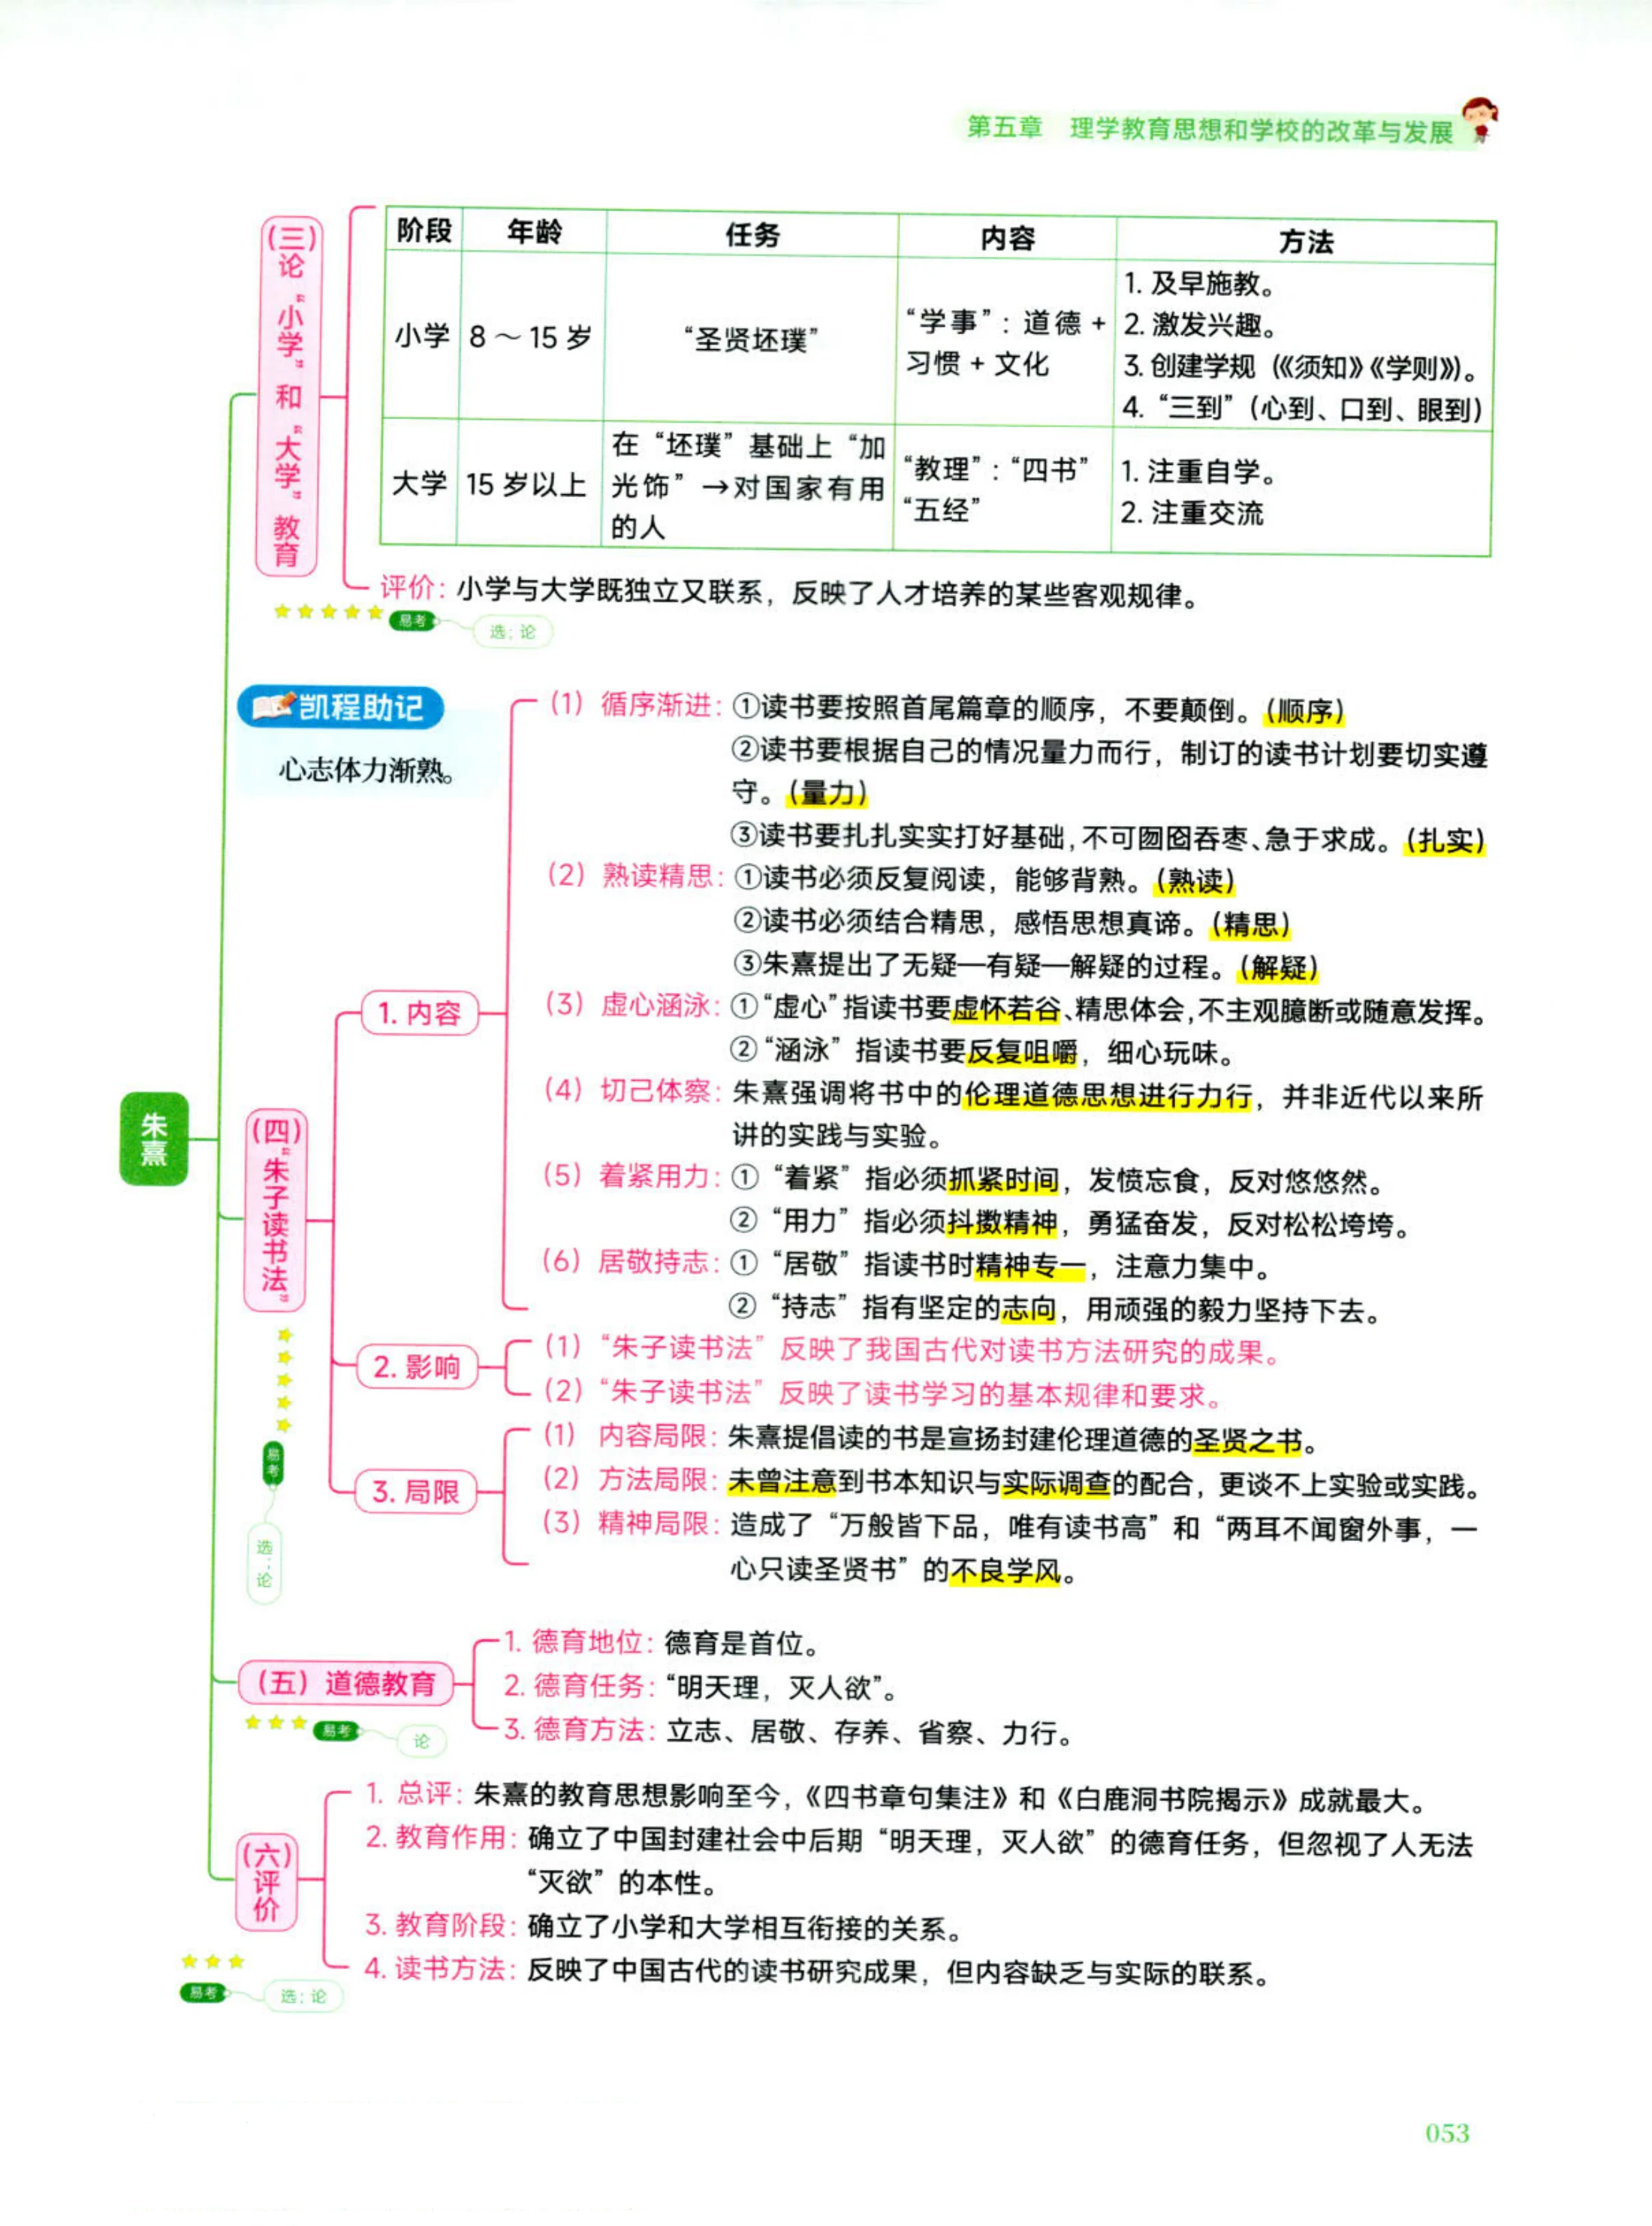 第五章 理学教育思想和学校的改革与发展
(三)论“小学”和“大学”教育
阶段 年龄 任务 内容 方法
小学 8～15岁 “圣贤坯璞”
“学事”：道德+
习惯+文化
1. 及早施教。
2. 激发兴趣。
3. 创建学规（《须知》《学则》）。
4. “三到”（心到、口到、眼到）
大学 15岁以上
在“坯璞”基础上“加
光饰”→对国家有用
的人
“教理”：“四书”
“五经”
1. 注重自学。
2. 注重交流
评价：小学与大学既独立又联系，反映了人才培养的某些客观规律。
易考 选；论
凯程助记
心志体力渐熟。
朱熹
(四)“朱子读书法”
易考
选；论
1. 内容
(1) 循序渐进：①读书要按照首尾篇章的顺序，不要颠倒。（顺序）
②读书要根据自己的情况量力而行，制订的读书计划要切实遵
守。（量力）
③读书要扎扎实实打好基础，不可囫囵吞枣、急于求成。（扎实）
(2) 熟读精思：①读书必须反复阅读，能够背熟。（熟读）
②读书必须结合精思，感悟思想真谛。（精思）
③朱熹提出了无疑—有疑—解疑的过程。（解疑）
(3) 虚心涵泳：①“虚心”指读书要虚怀若谷、精思体会，不主观臆断或随意发挥。
②“涵泳”指读书要反复咀嚼，细心玩味。
(4) 切己体察：朱熹强调将书中的伦理道德思想进行力行，并非近代以来所
讲的实践与实验。
(5) 着紧用力：①“着紧”指必须抓紧时间，发愤忘食，反对悠悠然。
②“用力”指必须抖擞精神，勇猛奋发，反对松松垮垮。
(6) 居敬持志：①“居敬”指读书时精神专一，注意力集中。
②“持志”指有坚定的志向，用顽强的毅力坚持下去。
2. 影响
(1) “朱子读书法”反映了我国古代对读书方法研究的成果。
(2) “朱子读书法”反映了读书学习的基本规律和要求。
3. 局限
(1) 内容局限：朱熹提倡读的书是宣扬封建伦理道德的圣贤之书。
(2) 方法局限：未曾注意到书本知识与实际调查的配合，更谈不上实验或实践。
(3) 精神局限：造成了“万般皆下品，唯有读书高”和“两耳不闻窗外事，一
心只读圣贤书”的不良学风。
(五) 道德教育
易考 论
1. 德育地位：德育是首位。
2. 德育任务：“明天理，灭人欲”。
3. 德育方法：立志、居敬、存养、省察、力行。
(六)评价
易考 选；论
1. 总评：朱熹的教育思想影响至今，《四书章句集注》和《白鹿洞书院揭示》成就最大。
2. 教育作用：确立了中国封建社会中后期“明天理，灭人欲”的德育任务，但忽视了人无法
“灭欲”的本性。
3. 教育阶段：确立了小学和大学相互衔接的关系。
4. 读书方法：反映了中国古代的读书研究成果，但内容缺乏与实际的联系。
053